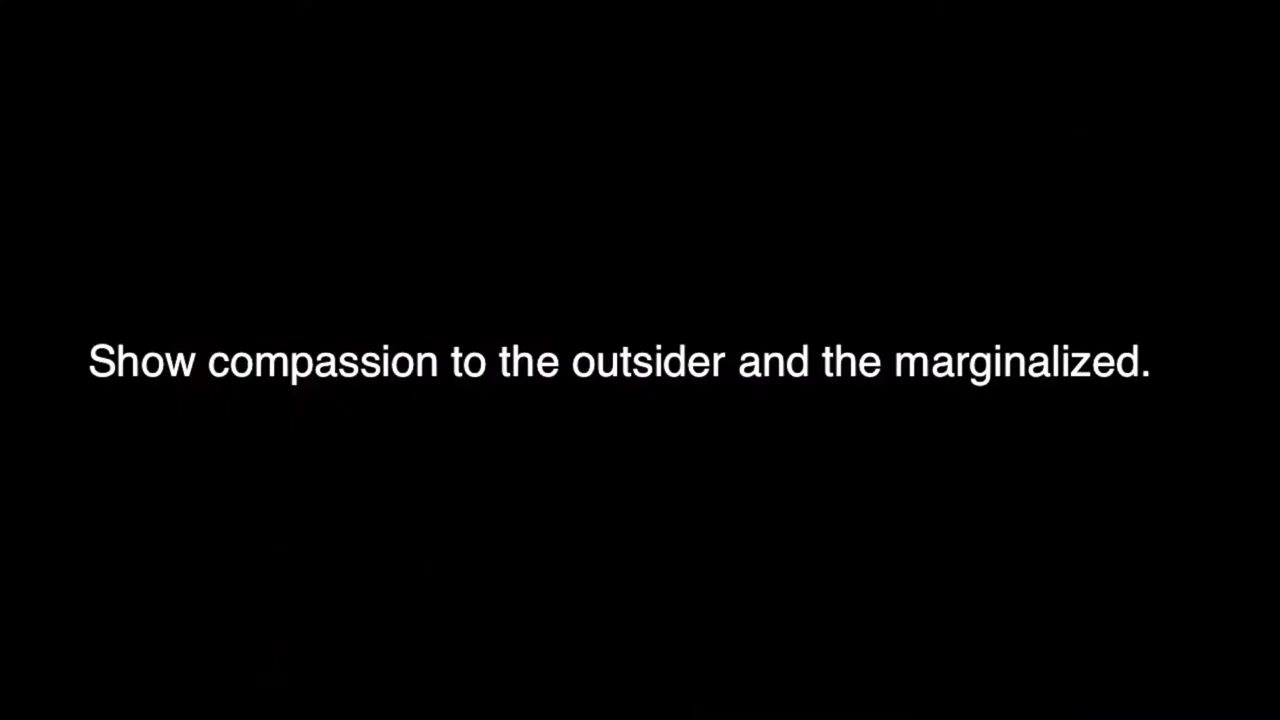 Show compassion to the outsider and the marginalized.